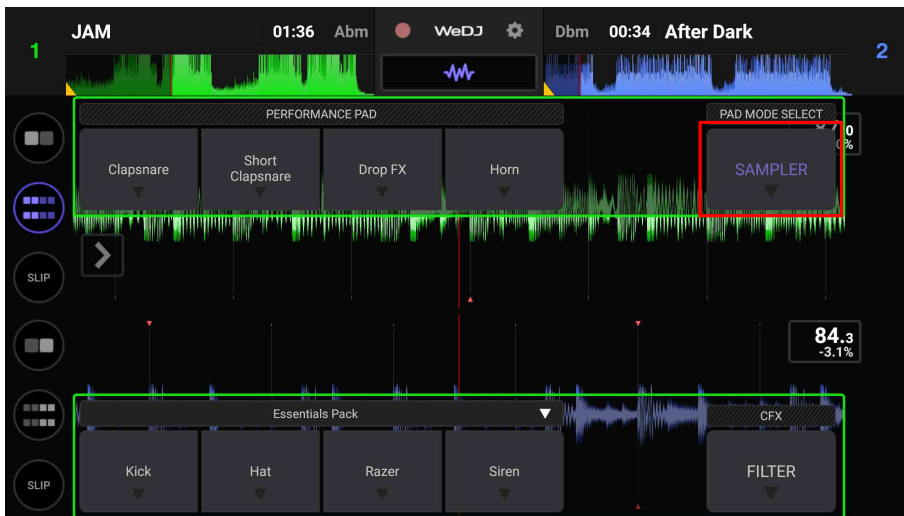 1
JAM
01:36
Abm
WeDJ
Dbm
00:34
After Dark
2
PERFORMANCE PAD
PAD MODE SELECT
Clapsnare
Short
Clapsnare
Drop FX
Horn
SAMPLER
SLIP
84.3
-3.1%
Essentials Pack
CFX
Kick
Hat
Razer
Siren
FILTER
SLIP